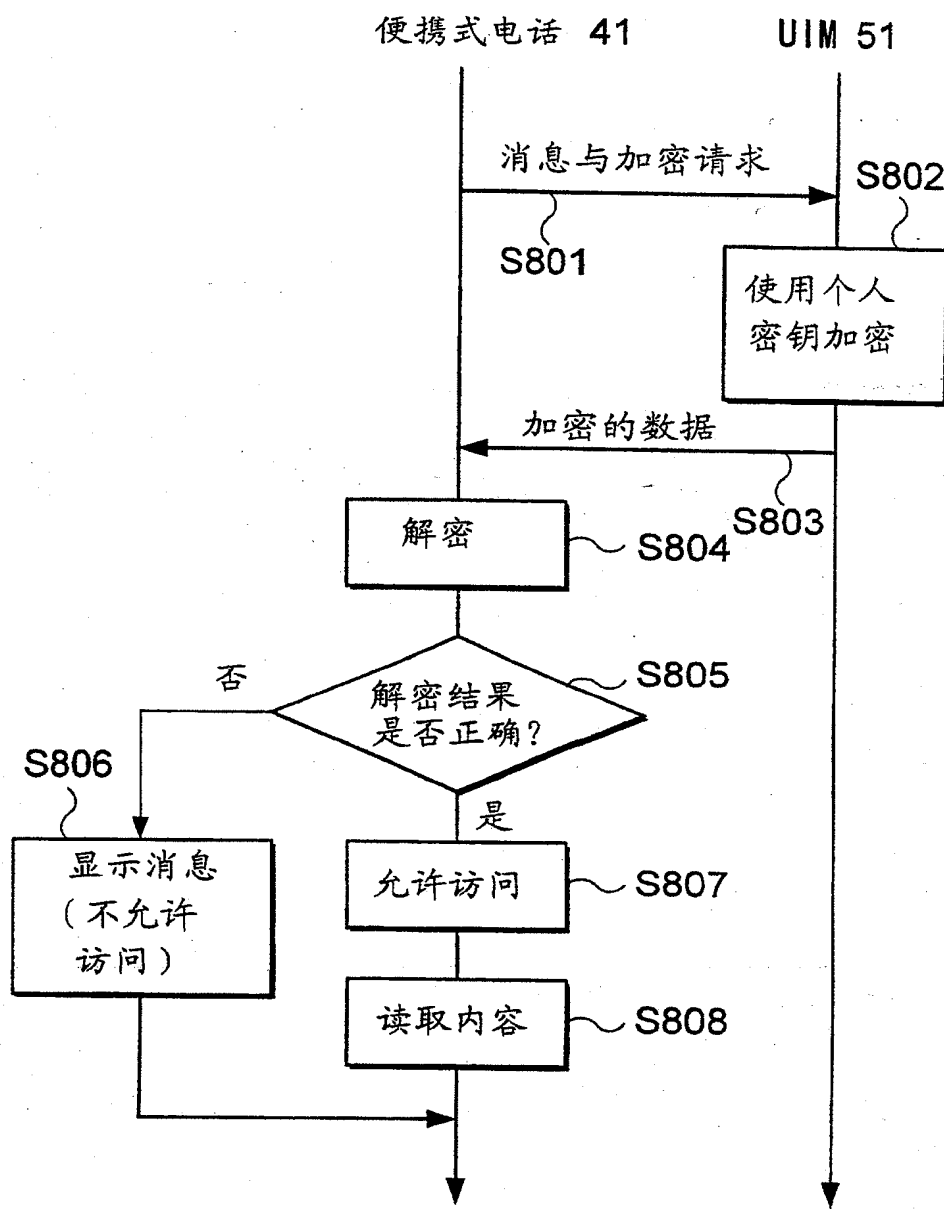 便携式电话 41
UIM 51
消息与加密请求
S801
S802
使用个人
密钥加密
加密的数据
S803
解密
S804
解密结果
是否正确?
S805
否
S806
显示消息
(不允许
访问)
是
允许访问
S807
读取内容
S808